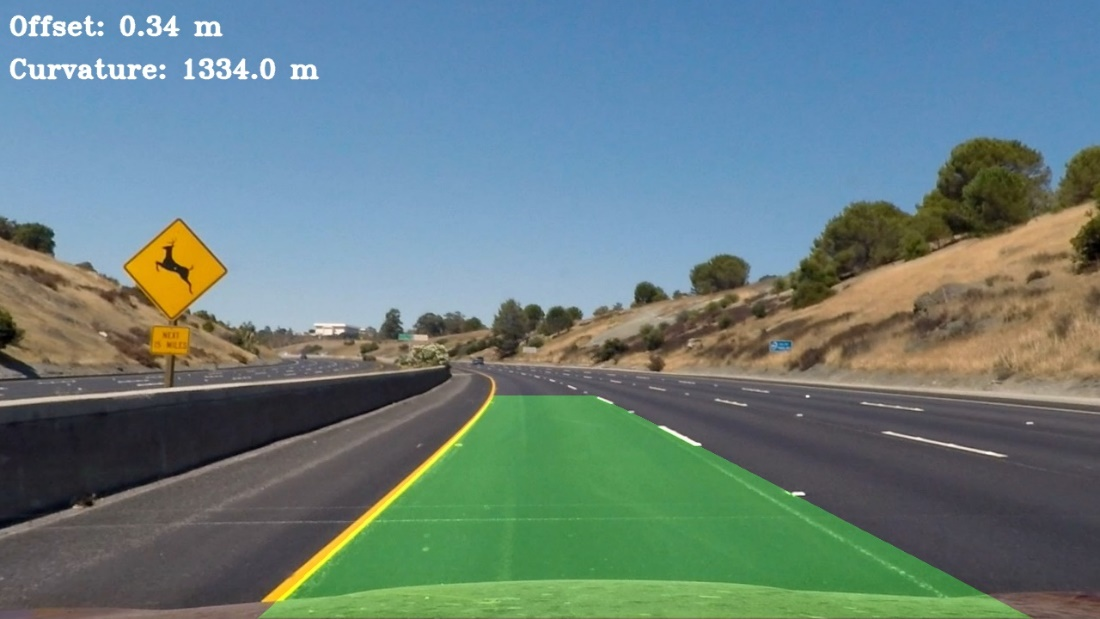 Offset: 0.34 m
Curvature: 1334.0 m
NEXT
15 MILES